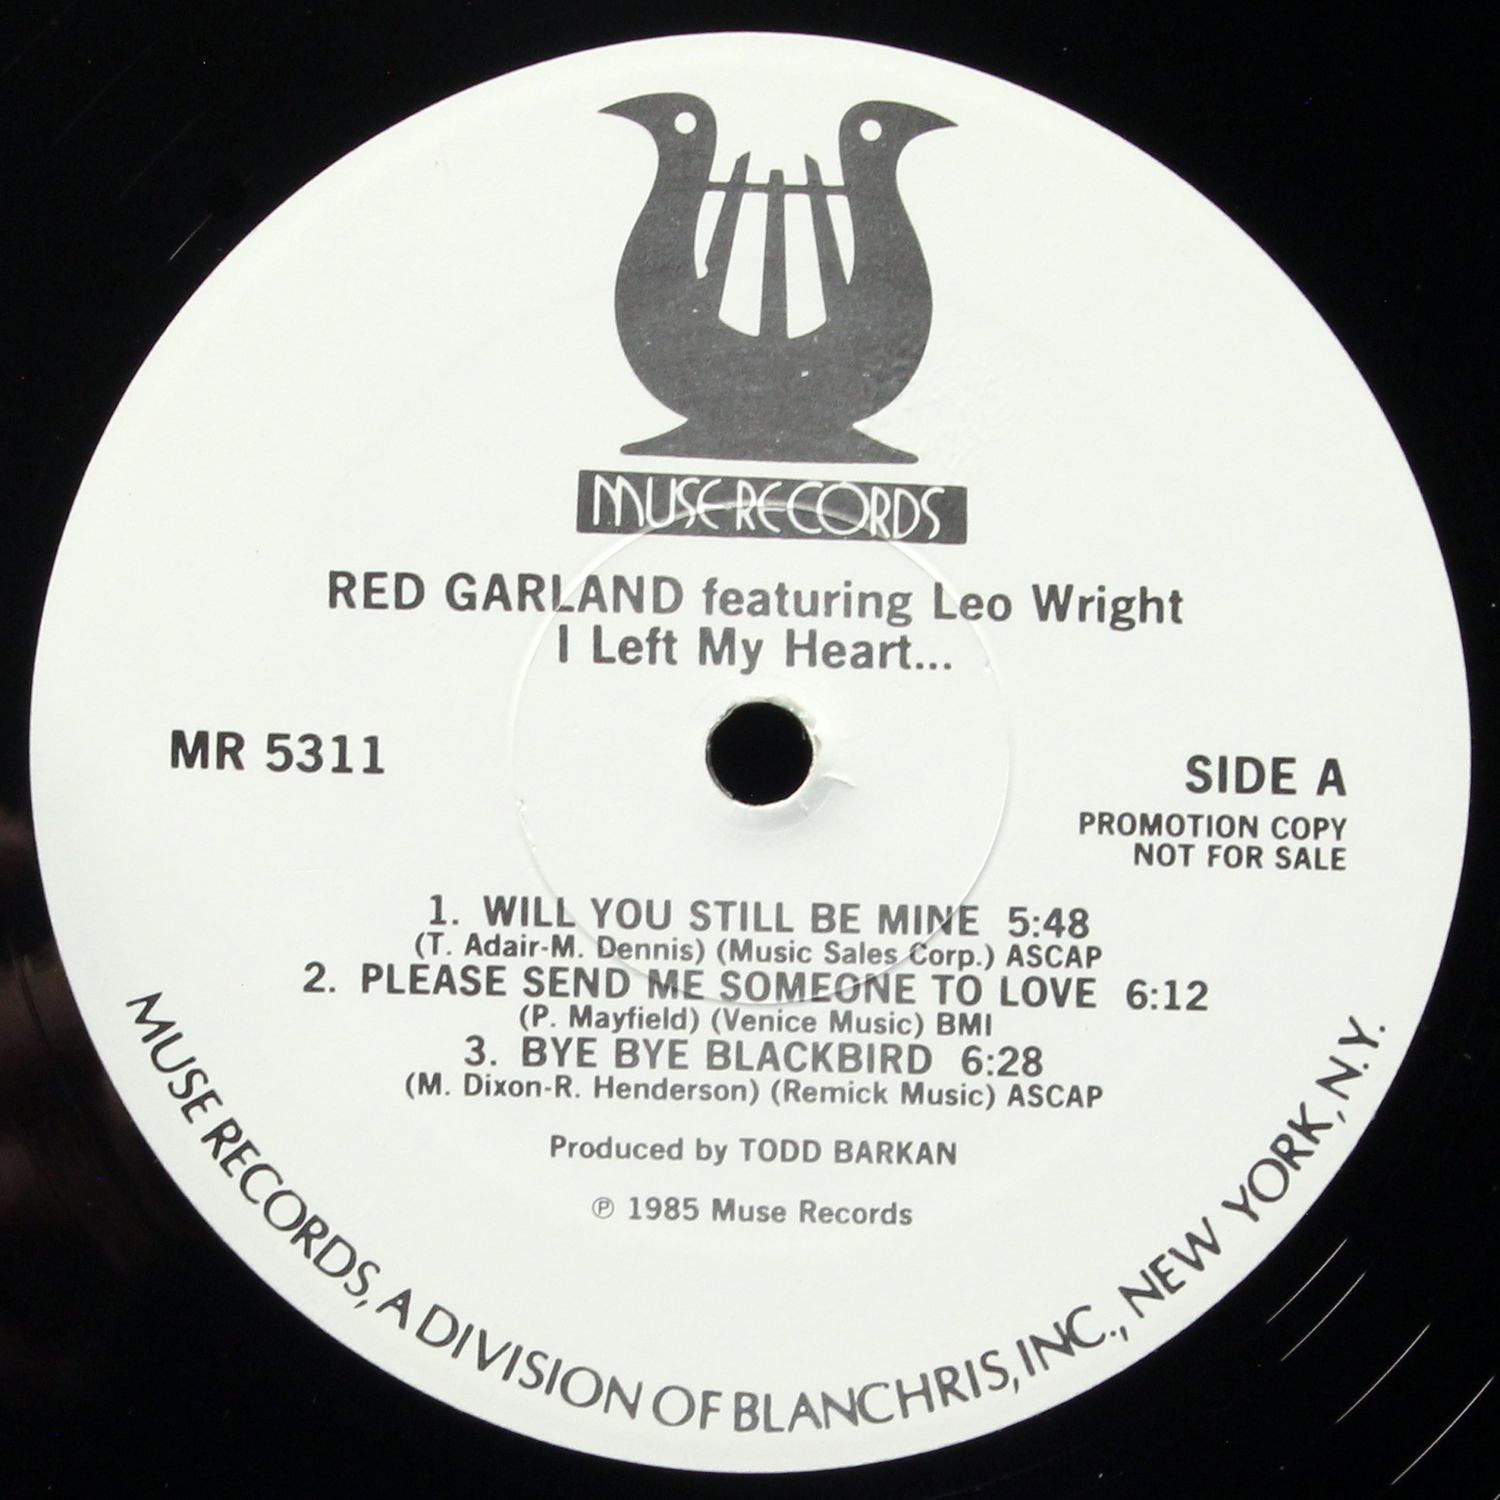 MUSE RECORDS
RED GARLAND featuring Leo Wright
I Left My Heart...
MR 5311
SIDE A
PROMOTION COPY
NOT FOR SALE
1. WILL YOU STILL BE MINE 5:48
(T. Adair-M. Dennis) (Music Sales Corp.) ASCAP
2. PLEASE SEND ME SOMEONE TO LOVE 6:12
(P. Mayfield) (Venice Music) BMI
3. BYE BYE BLACKBIRD 6:28
(M. Dixon-R. Henderson) (Remick Music) ASCAP
Produced by TODD BARKAN
℗ 1985 Muse Records
MUSE RECORDS, A DIVISION OF BLANCHRIS, INC., NEW YORK, N.Y.